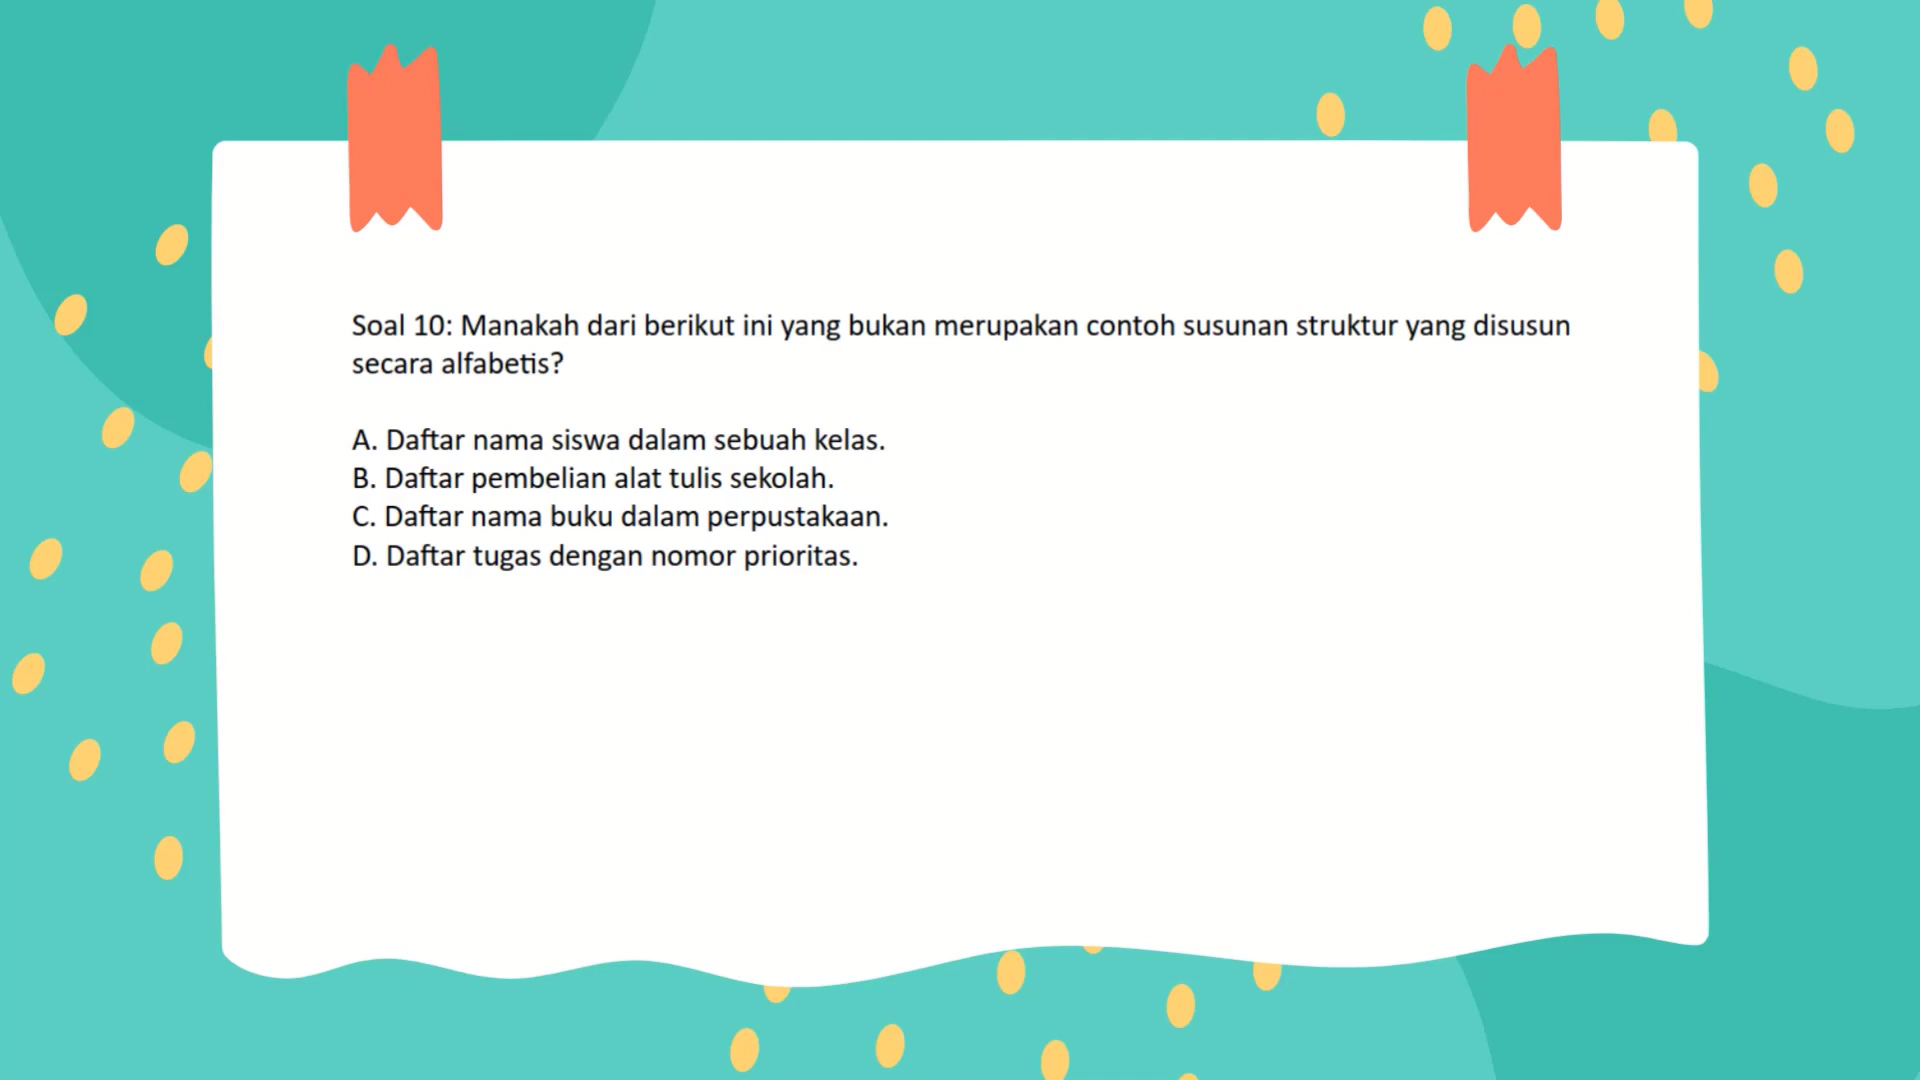 Soal 10: Manakah dari berikut ini yang bukan merupakan contoh susunan struktur yang disusun
secara alfabetis?
A. Daftar nama siswa dalam sebuah kelas.
B. Daftar pembelian alat tulis sekolah.
C. Daftar nama buku dalam perpustakaan.
D. Daftar tugas dengan nomor prioritas.